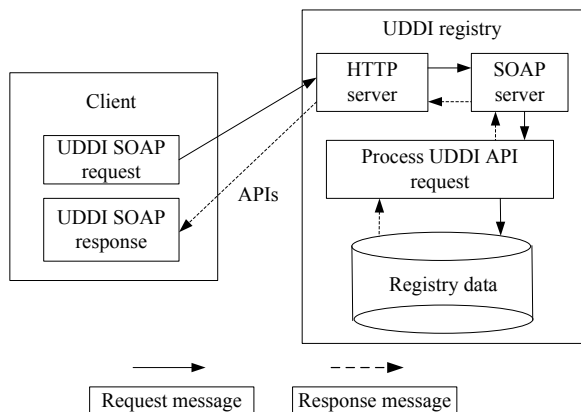 UDDI registry
HTTP
server
SOAP
server
Client
UDDI SOAP
request
Process UDDI API
request
APIs
UDDI SOAP
response
Registry data
Request message
Response message